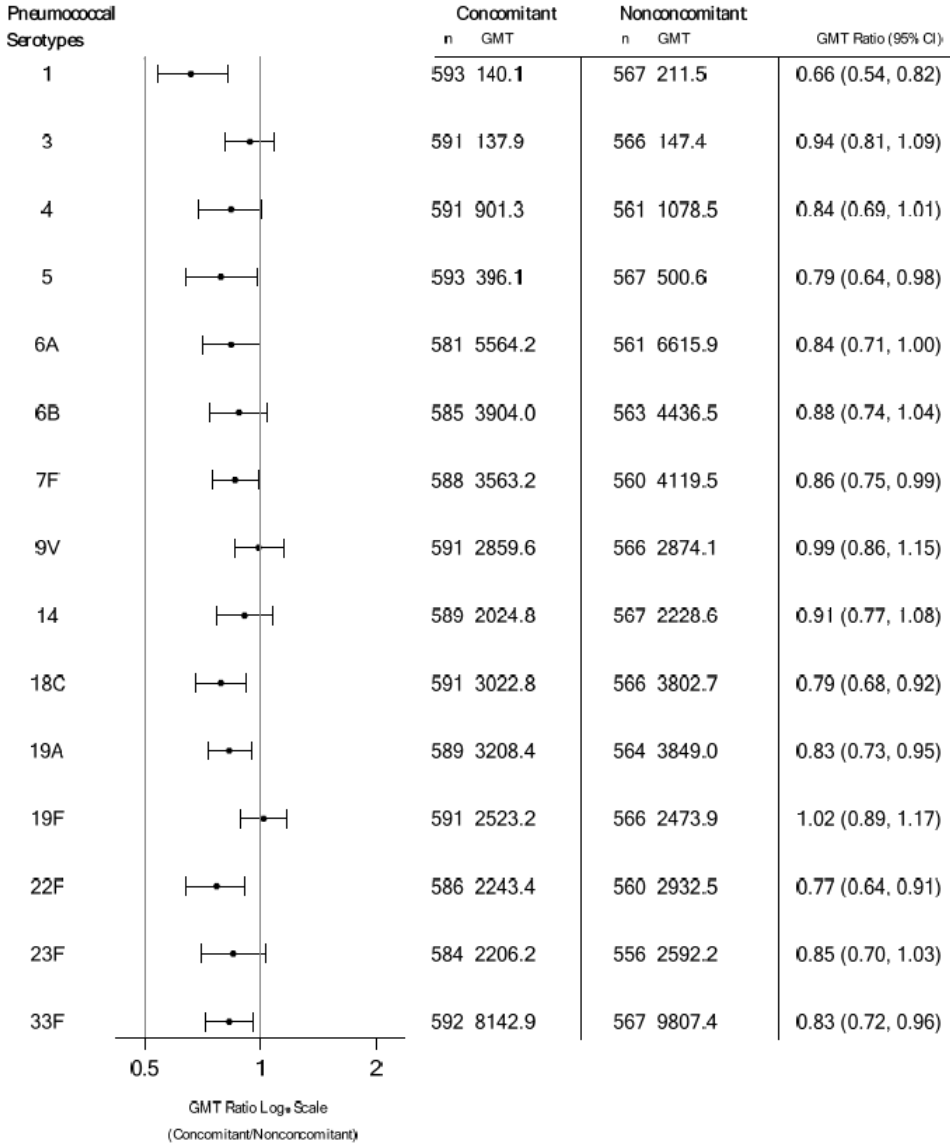 Pneumococcal Concomitant Nonconcomitant
Serotypes n GMT n GMT GMT Ratio (95% CI)
1 593 140.1 567 211.5 0.66 (0.54, 0.82)
3 591 137.9 566 147.4 0.94 (0.81, 1.09)
4 591 901.3 561 1078.5 0.84 (0.69, 1.01)
5 593 396.1 567 500.6 0.79 (0.64, 0.98)
6A 581 5564.2 561 6615.9 0.84 (0.71, 1.00)
6B 585 3904.0 563 4436.5 0.88 (0.74, 1.04)
7F 588 3563.2 560 4119.5 0.86 (0.75, 0.99)
9V 591 2859.6 566 2874.1 0.99 (0.86, 1.15)
14 589 2024.8 567 2228.6 0.91 (0.77, 1.08)
18C 591 3022.8 566 3802.7 0.79 (0.68, 0.92)
19A 589 3208.4 564 3849.0 0.83 (0.73, 0.95)
19F 591 2523.2 566 2473.9 1.02 (0.89, 1.17)
22F 586 2243.4 560 2932.5 0.77 (0.64, 0.91)
23F 584 2206.2 556 2592.2 0.85 (0.70, 1.03)
33F 592 8142.9 567 9807.4 0.83 (0.72, 0.96)
0.5 1 2
GMT Ratio Logₑ Scale
(Concomitant/Nonconcomitant)